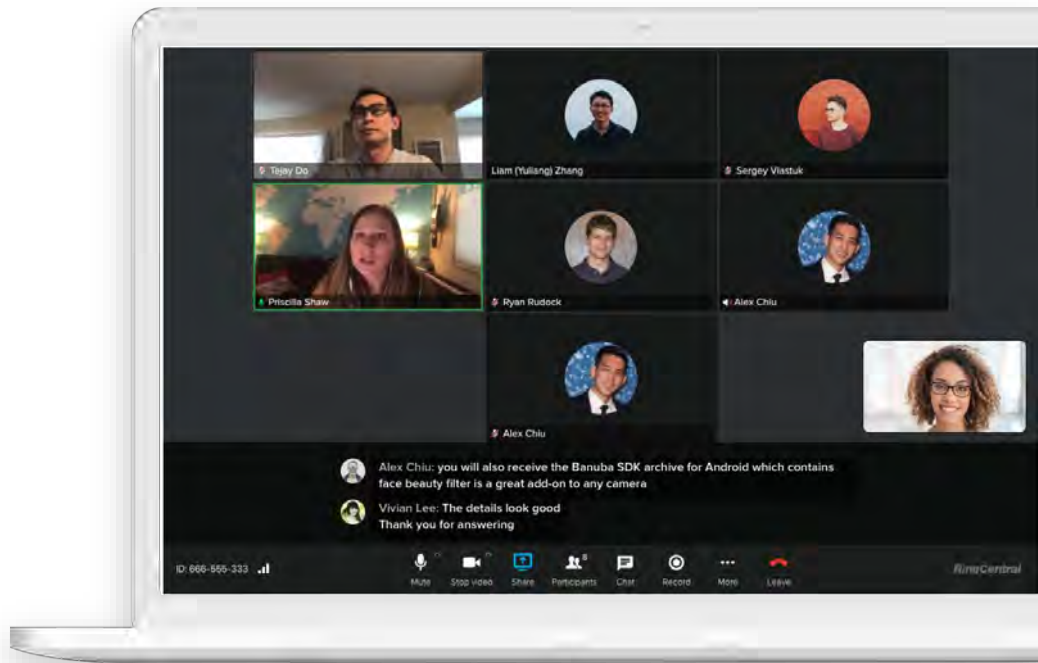 Tejay Do
Liam (Yuliang) Zhang
Sergey Vlastuk
Priscilla Shaw
Ryan Rudock
Alex Chiu
Alex Chiu
Alex Chiu: you will also receive the Banuba SDK archive for Android which contains
face beauty filter is a great add-on to any camera
Vivian Lee: The details look good
Thank you for answering
ID: 666-555-333
Mute
Stop video
Share
Participants
8
Chat
Record
More
Leave
RingCentral